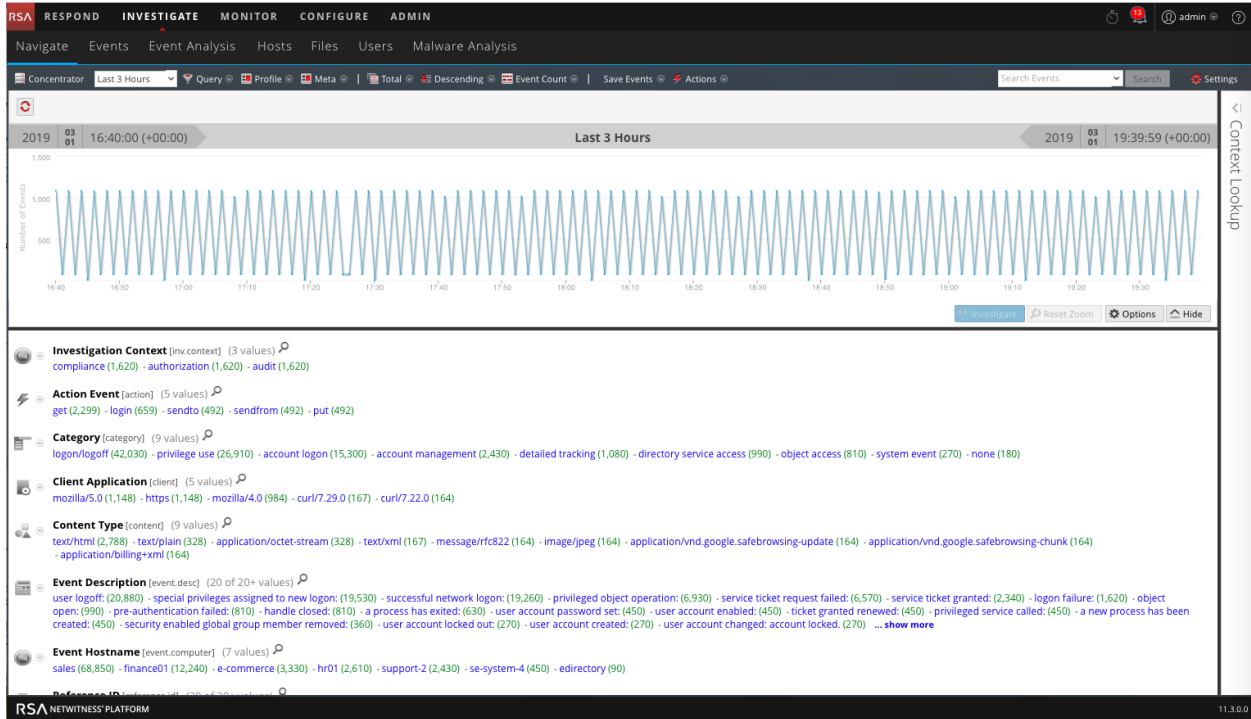 RSA RESPOND INVESTIGATE MONITOR CONFIGURE ADMIN 13 admin
Navigate Events Event Analysis Hosts Files Users Malware Analysis
Concentrator Last 3 Hours Query Profile Meta | Total Descending Event Count | Save Events Actions Search Events Search Settings
Context Lookup
2019 03 01 16:40:00 (+00:00) Last 3 Hours 2019 03 01 19:39:59 (+00:00)
Number of Events
1,500
1,000
500
16:40 16:50 17:00 17:10 17:20 17:30 17:40 17:50 18:00 18:10 18:20 18:30 18:40 18:50 19:00 19:10 19:20 19:30
Investigate Reset Zoom Options Hide
Investigation Context [inv.context] (3 values)
compliance (1,620) - authorization (1,620) - audit (1,620)
Action Event [action] (5 values)
get (2,299) - login (659) - sendto (492) - sendfrom (492) - put (492)
Category [category] (9 values)
logon/logoff (42,030) - privilege use (26,910) - account logon (15,300) - account management (2,430) - detailed tracking (1,080) - directory service access (990) - object access (810) - system event (270) - none (180)
Client Application [client] (5 values)
mozilla/5.0 (1,148) - https (1,148) - mozilla/4.0 (984) - curl/7.29.0 (167) - curl/7.22.0 (164)
Content Type [content] (9 values)
text/html (2,788) - text/plain (328) - application/octet-stream (328) - text/xml (167) - message/rfc822 (164) - image/jpeg (164) - application/vnd.google.safebrowsing-update (164) - application/vnd.google.safebrowsing-chunk (164)
- application/billing+xml (164)
Event Description [event.desc] (20 of 20+ values)
user logoff: (20,880) - special privileges assigned to new logon: (19,530) - successful network logon: (19,260) - privileged object operation: (6,930) - service ticket request failed: (6,570) - service ticket granted: (2,340) - logon failure: (1,620) - object
open: (990) - pre-authentication failed: (810) - handle closed: (810) - a process has exited: (630) - user account password set: (450) - user account enabled: (450) - ticket granted renewed: (450) - privileged service called: (450) - a new process has been
created: (450) - security enabled global group member removed: (360) - user account locked out: (270) - user account created: (270) - user account changed: account locked. (270) ... show more
Event Hostname [event.computer] (7 values)
sales (68,850) - finance01 (12,240) - e-commerce (3,330) - hr01 (2,610) - support-2 (2,430) - se-system-4 (450) - edirectory (90)
Reference ID [reference.id] (20 of 20+ values)
RSA NETWITNESS® PLATFORM 11.3.0.0